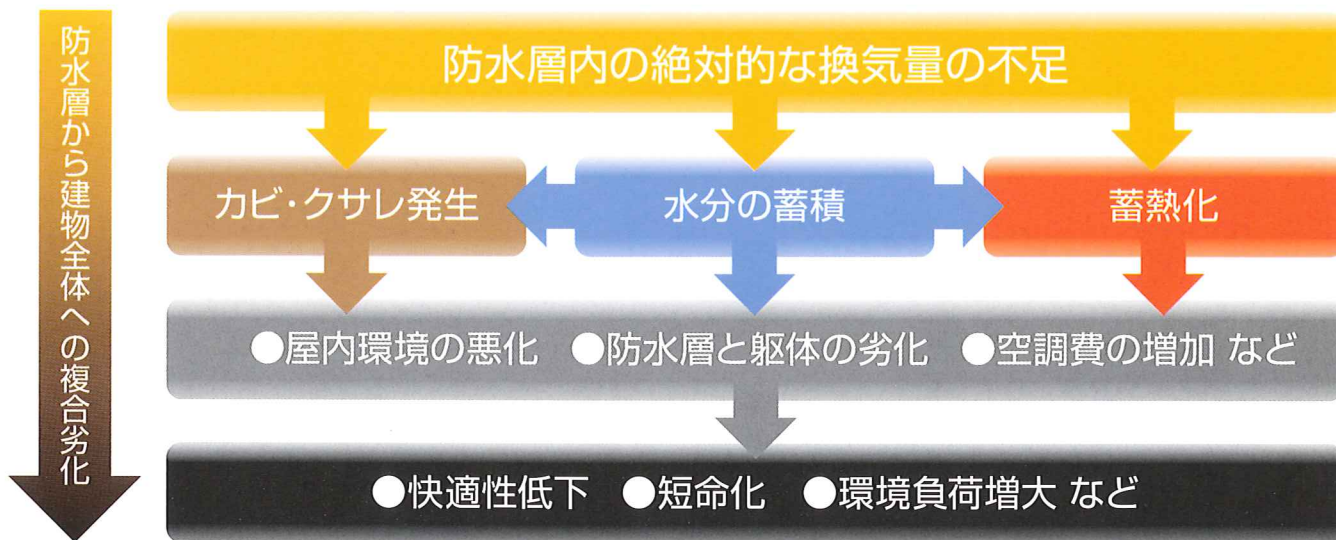 防水層から建物全体への複合劣化
防水層内の絶対的な換気量の不足
カビ・クサレ発生
水分の蓄積
蓄熱化
●屋内環境の悪化 ●防水層と躯体の劣化 ●空調費の増加 など
●快適性低下 ●短命化 ●環境負荷増大 など